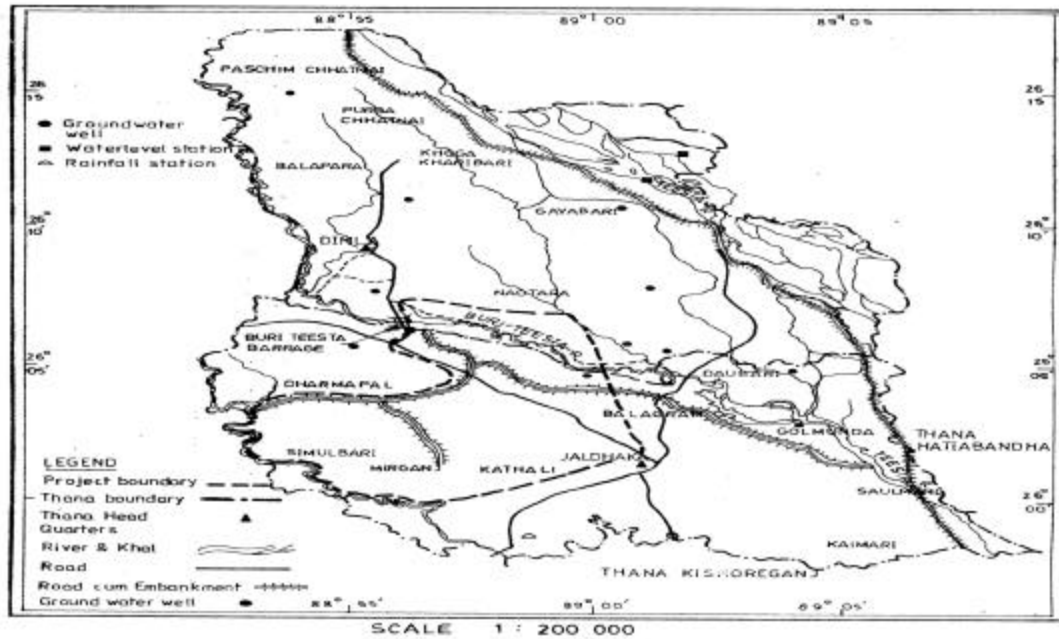 88° 55
89° 00
89° 05
PASCHIM CHHATNAI
26
15
26
15
PURBA
CHHATNAI
Groundwater
well
Waterlevel station
Rainfall station
BALAPARA
KHOGA
KHARIBARI
GAYABARI
26°
10'
26°
10'
DIML
NAOTARA
BURI-TEESTA-R
BURI TEESTA
BARRAGE
26°
05'
26°
DAUBARI
DHARMAPAL
BALAGRAM
GOLMUNDA
THANA
HATIABANDHA
SIMULBARI
MIRGANJ
KATHALI
JALDHAKA
TEESTA
SAULMARI
26°
00'
LEGEND
Project boundary
Thana boundary
Thana Head
Quarters
River & Khal
Road
Road cum Embankment
Ground water well
KAIMARI
THANA KISHOREGANJ
88° 55'
89° 00'
89° 05'
SCALE 1 : 200 000